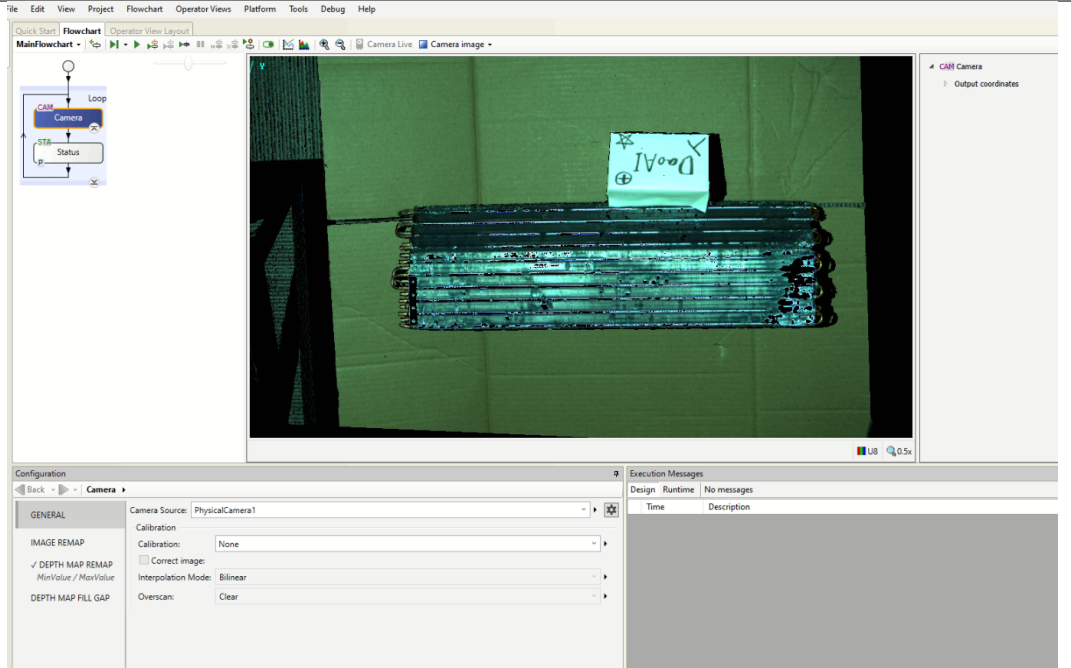 File Edit View Project Flowchart Operator Views Platform Tools Debug Help
Quick Start Flowchart Operator View Layout
MainFlowchart Camera Live Camera image
Loop
CAM
Camera
STA
Status
P
Y
DaoAI
U8 0.5x
CAM Camera
Output coordinates
Configuration
Back Camera
GENERAL
IMAGE REMAP
✓ DEPTH MAP REMAP
MinValue / MaxValue
DEPTH MAP FILL GAP
Camera Source: PhysicalCamera1
Calibration
Calibration: None
Correct image:
Interpolation Mode: Bilinear
Overscan: Clear
Execution Messages
Design Runtime No messages
Time Description